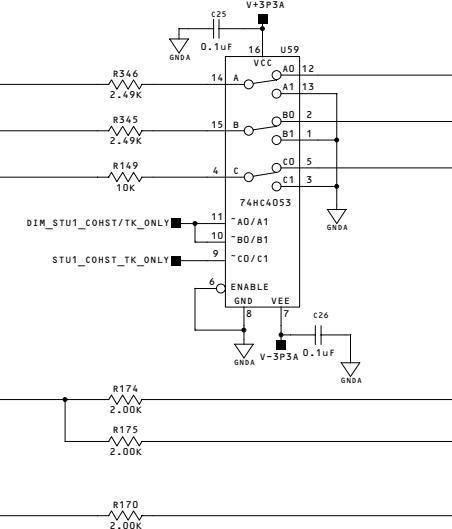 V+3P3A
C25
0.1uF
GNDA
16
U59
VCC
R346
2.49K
14
A
A0
12
A1
13
R345
2.49K
15
B
B0
2
B1
1
R149
10K
4
C
C0
5
C1
3
74HC4053
GNDA
DIM_STU1_COHST/TK_ONLY
11
~A0/A1
10
~B0/B1
STU1_COHST_TK_ONLY
9
~C0/C1
6
ENABLE
GND
VEE
8
7
C26
GNDA
V-3P3A
0.1uF
GNDA
R174
2.00K
R175
2.00K
R170
2.00K